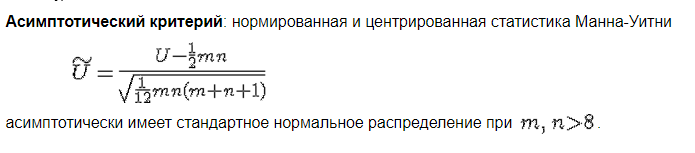 Асимптотический критерий: нормированная и центрированная статистика Манна-Уитни
Ũ = (U−½mn) / √(1/12 mn(m+n+1))
асимптотически имеет стандартное нормальное распределение при m, n>8.